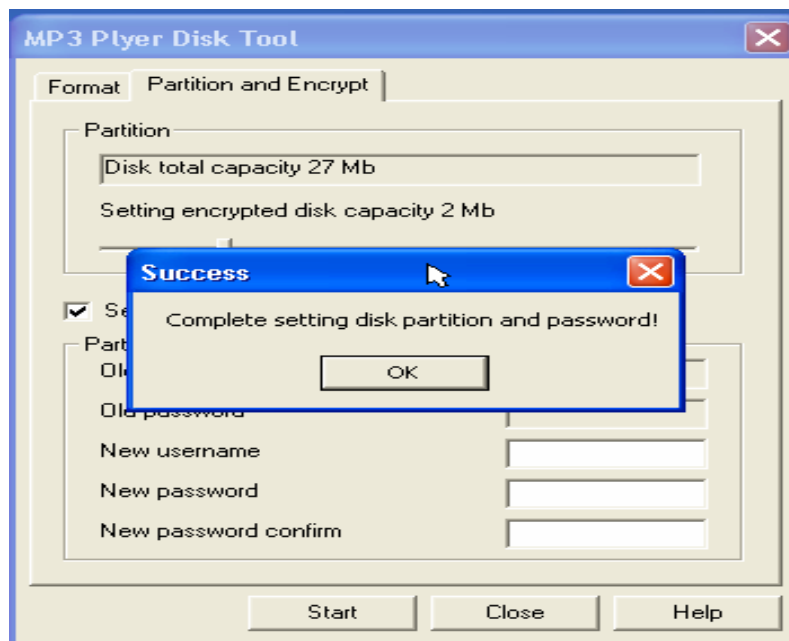 MP3 Plyer Disk Tool
Format Partition and Encrypt
Partition
Disk total capacity 27 Mb
Setting encrypted disk capacity 2 Mb
Success
Complete setting disk partition and password!
OK
Old password
New username
New password
New password confirm
Start Close Help